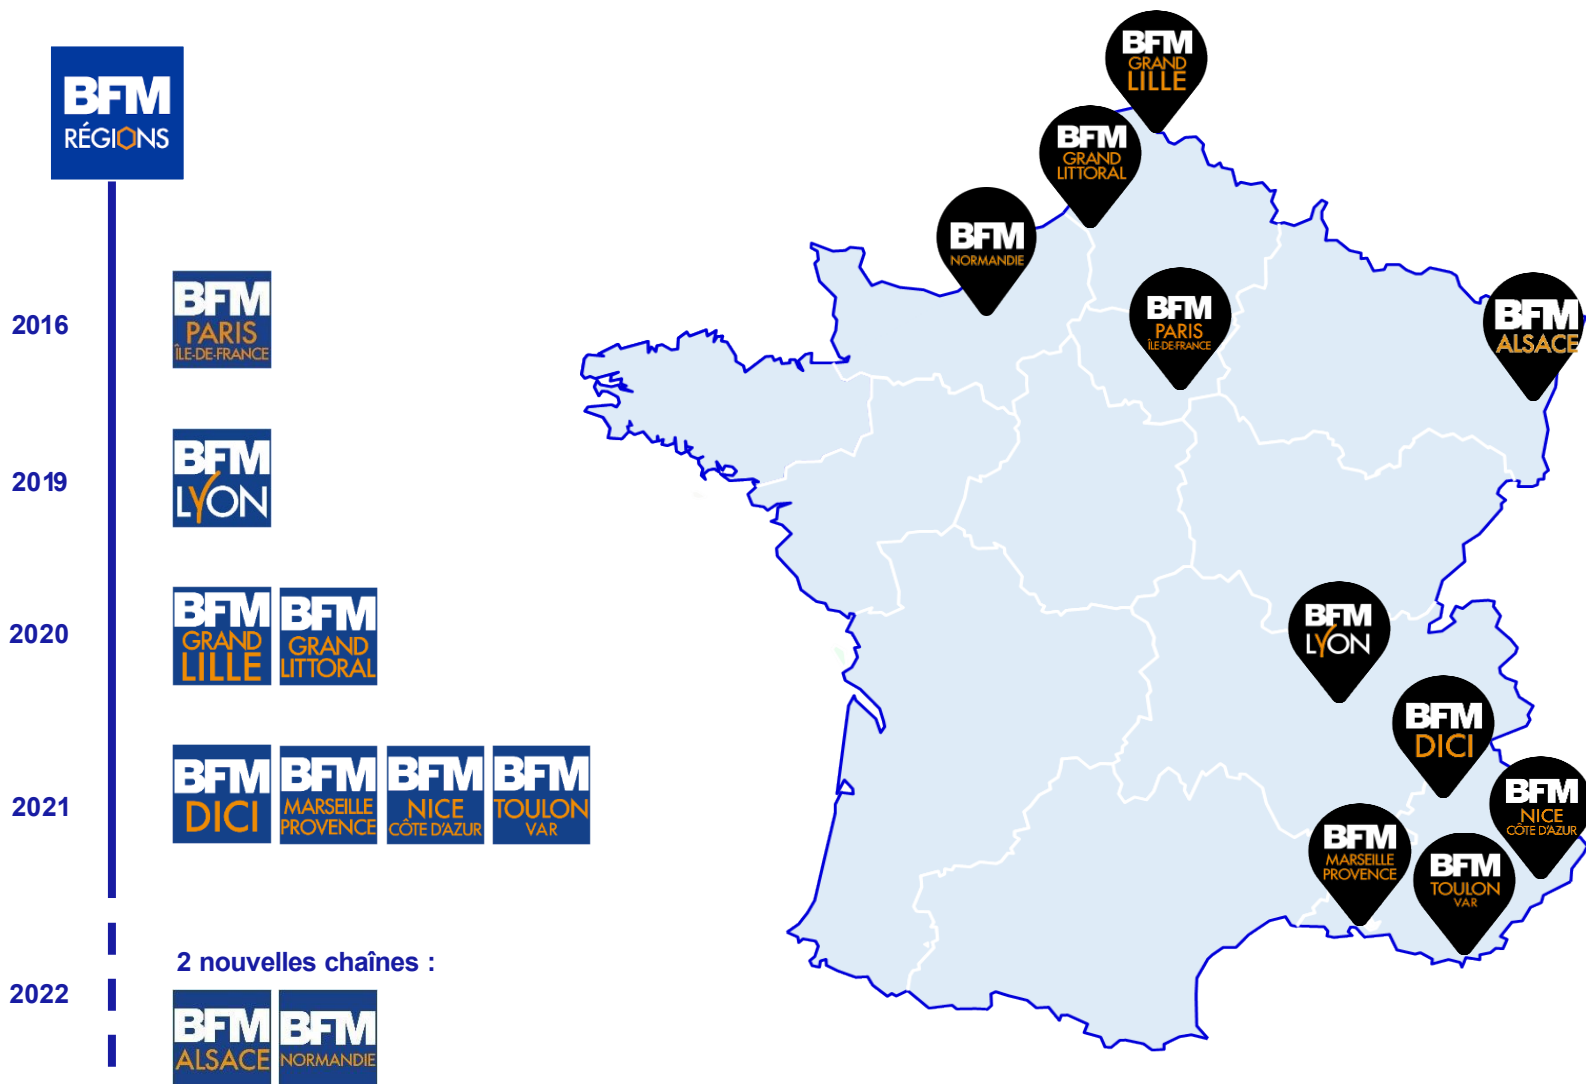 BFM
RÉGIONS
2016
BFM
PARIS
ÎLE-DE-FRANCE
2019
BFM
LYON
2020
BFM
GRAND
LILLE
BFM
GRAND
LITTORAL
2021
BFM
DICI
BFM
MARSEILLE
PROVENCE
BFM
NICE
CÔTE D'AZUR
BFM
TOULON
VAR
2 nouvelles chaînes :
2022
BFM
ALSACE
BFM
NORMANDIE
BFM
GRAND
LILLE
BFM
GRAND
LITTORAL
BFM
NORMANDIE
BFM
PARIS
ÎLE-DE-FRANCE
BFM
ALSACE
BFM
LYON
BFM
DICI
BFM
NICE
CÔTE D'AZUR
BFM
MARSEILLE
PROVENCE
BFM
TOULON
VAR